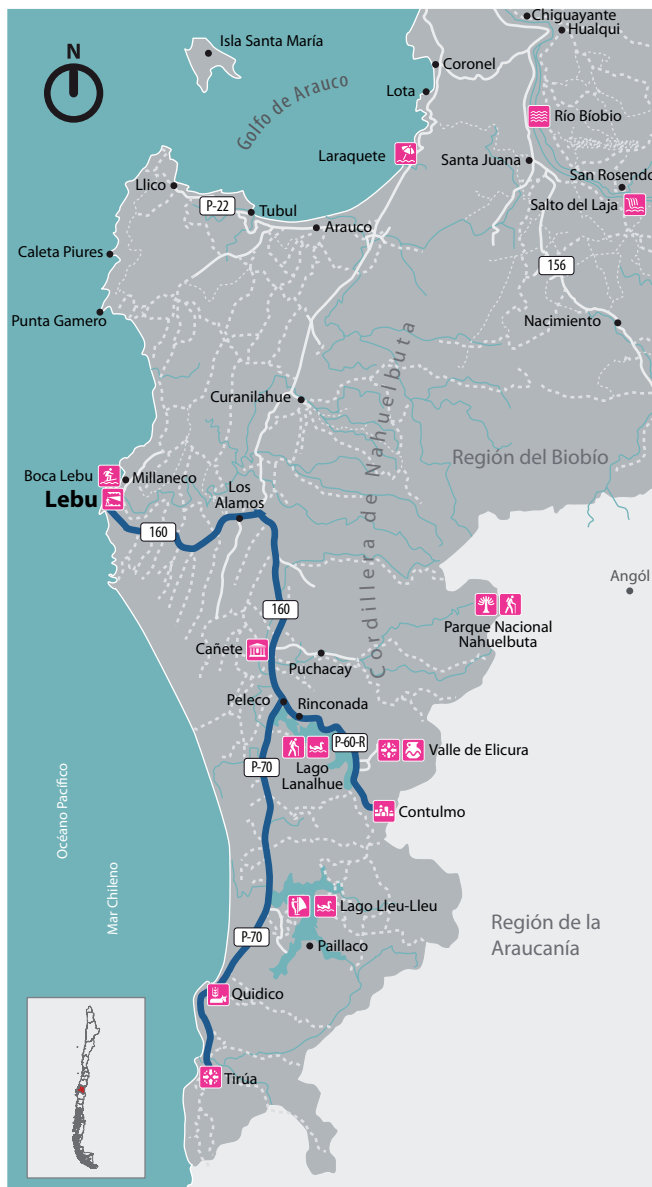 Chiguayante
Hualqui
N
Isla Santa María
Coronel
Golfo de Arauco
Lota
Río Bíobio
Laraquete
Santa Juana
San Rosendo
Llico
P-22
Tubul
Salto del Laja
Arauco
Caleta Piures
156
Punta Gamero
Nacimiento
Curanilahue
Cordillera de Nahuelbuta
Región del Biobío
Boca Lebu
Millaneco
Lebu
Los
Alamos
160
Angól
160
Parque Nacional
Nahuelbuta
Cañete
Puchacay
Peleco
Rinconada
P-60-R
Valle de Elicura
P-70
Lago
Lanalhue
Océano Pacífico
Contulmo
Mar Chileno
Lago Lleu-Lleu
Región de la
Araucanía
P-70
Paillaco
Quidico
Tirúa